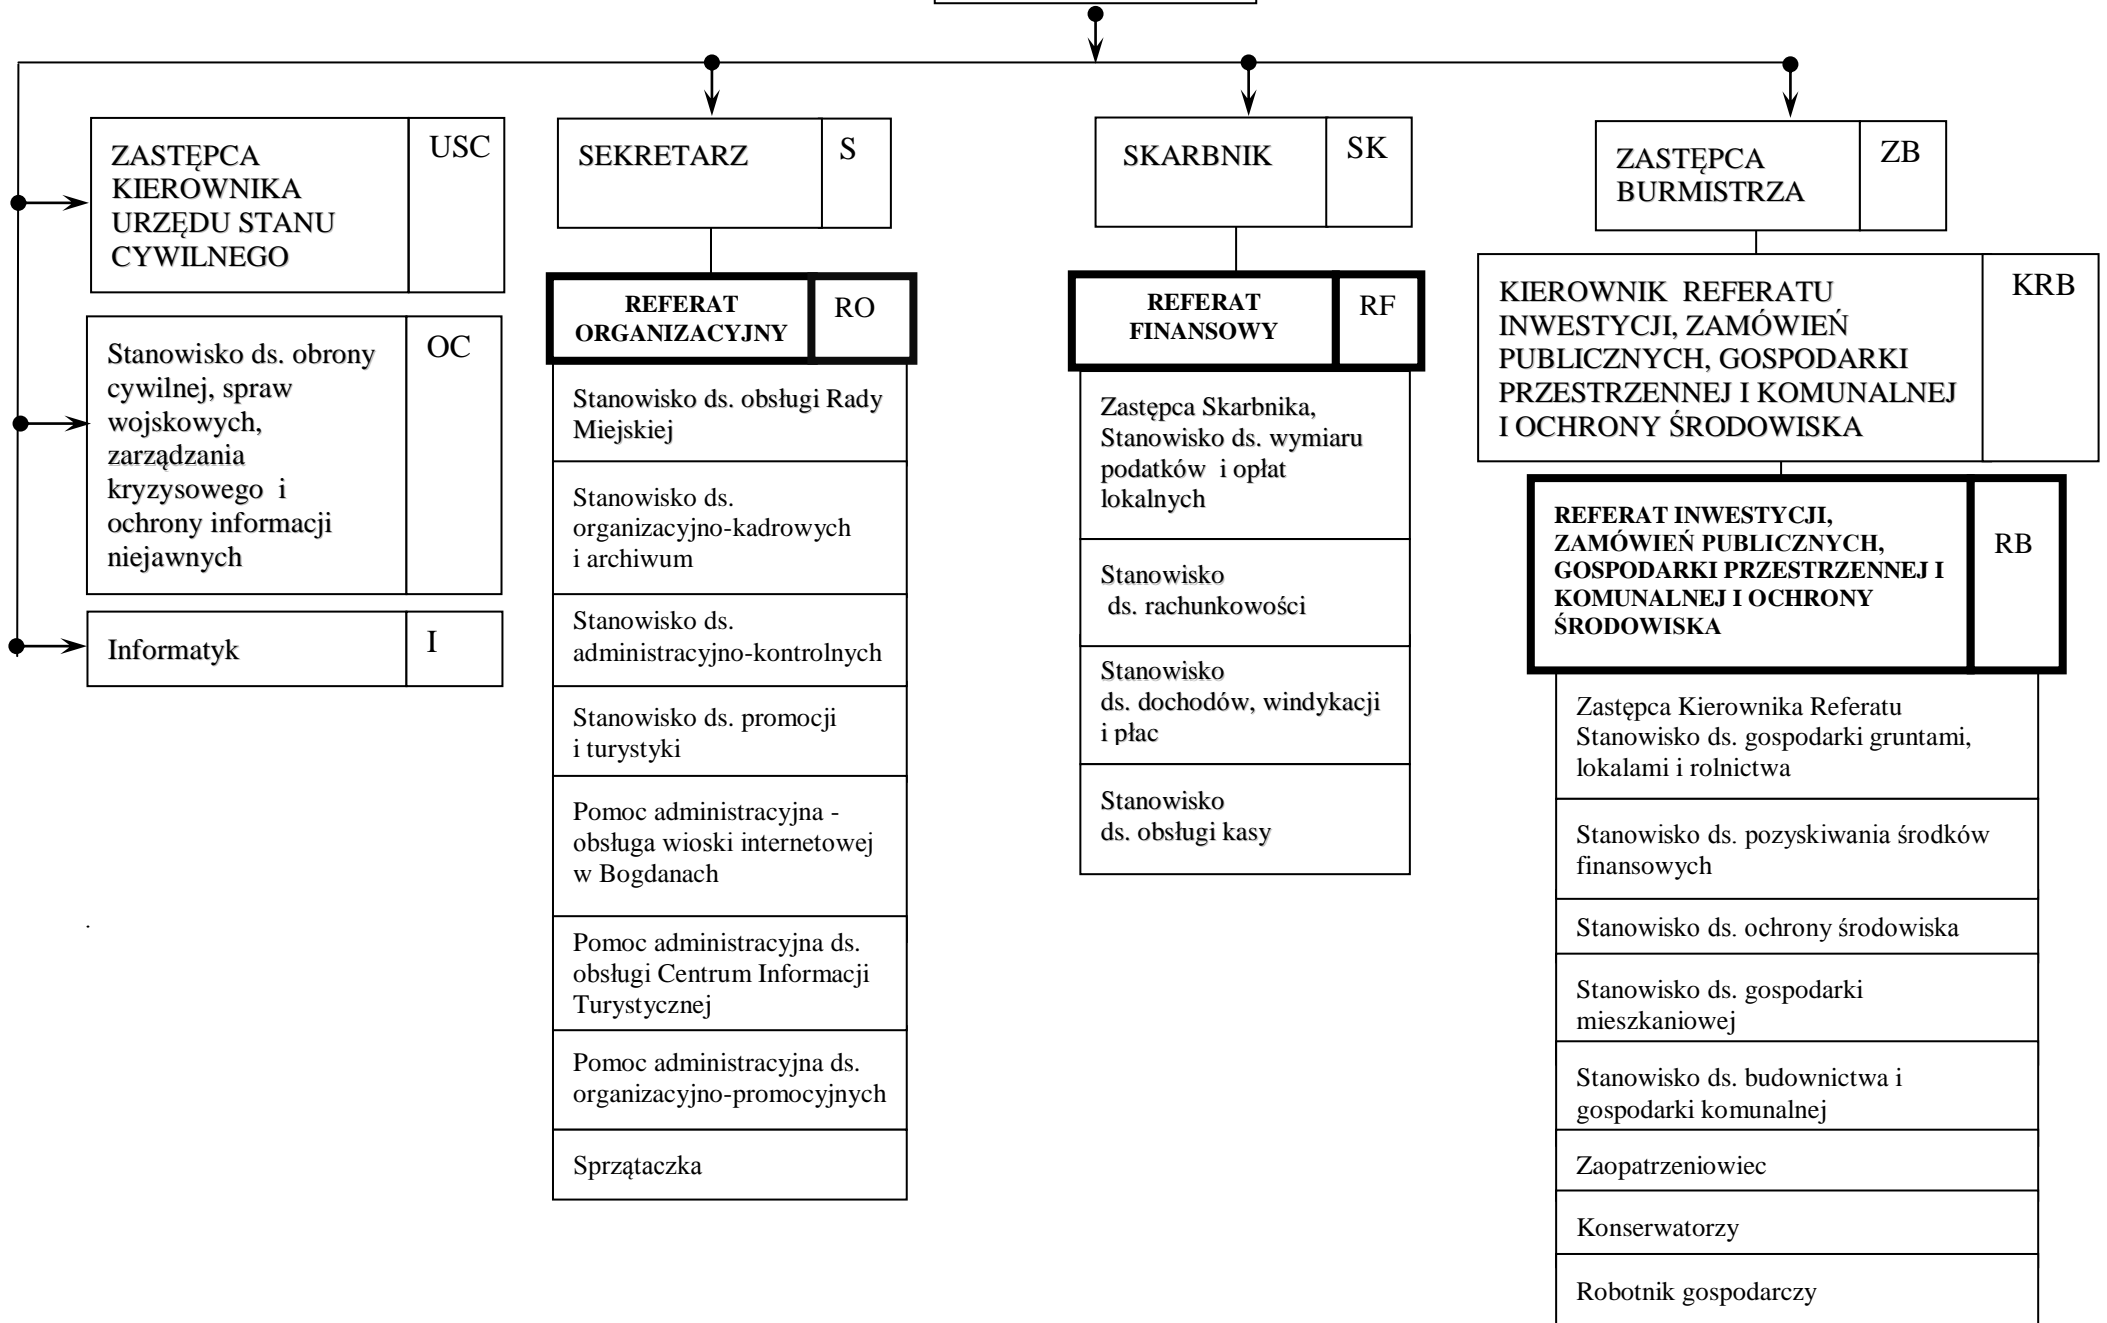 ZASTĘPCA
KIEROWNIKA
URZĘDU STANU
CYWILNEGO
USC
Stanowisko ds. obrony
cywilnej, spraw
wojskowych,
zarządzania
kryzysowego i
ochrony informacji
niejawnych
OC
Informatyk
I
SEKRETARZ
S
REFERAT
ORGANIZACYJNY
RO
Stanowisko ds. obsługi Rady
Miejskiej
Stanowisko ds.
organizacyjno-kadrowych
i archiwum
Stanowisko ds.
administracyjno-kontrolnych
Stanowisko ds. promocji
i turystyki
Pomoc administracyjna -
obsługa wioski internetowej
w Bogdanach
Pomoc administracyjna ds.
obsługi Centrum Informacji
Turystycznej
Pomoc administracyjna ds.
organizacyjno-promocyjnych
Sprzątaczka
SKARBNIK
SK
REFERAT
FINANSOWY
RF
Zastępca Skarbnika,
Stanowisko ds. wymiaru
podatków i opłat
lokalnych
Stanowisko
ds. rachunkowości
Stanowisko
ds. dochodów, windykacji
i płac
Stanowisko
ds. obsługi kasy
ZASTĘPCA
BURMISTRZA
ZB
KIEROWNIK REFERATU
INWESTYCJI, ZAMÓWIEŃ
PUBLICZNYCH, GOSPODARKI
PRZESTRZENNEJ I KOMUNALNEJ
I OCHRONY ŚRODOWISKA
KRB
REFERAT INWESTYCJI,
ZAMÓWIEŃ PUBLICZNYCH,
GOSPODARKI PRZESTRZENNEJ I
KOMUNALNEJ I OCHRONY
ŚRODOWISKA
RB
Zastępca Kierownika Referatu
Stanowisko ds. gospodarki gruntami,
lokalami i rolnictwa
Stanowisko ds. pozyskiwania środków
finansowych
Stanowisko ds. ochrony środowiska
Stanowisko ds. gospodarki
mieszkaniowej
Stanowisko ds. budownictwa i
gospodarki komunalnej
Zaopatrzeniowiec
Konserwatorzy
Robotnik gospodarczy